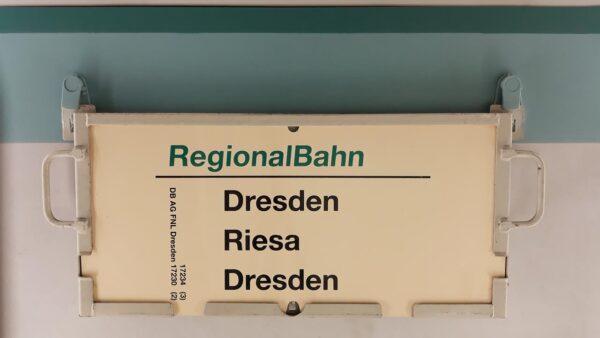 RegionalBahn
Dresden
Riesa
Dresden
DB AG FNL Dresden 17230 (2)
17234 (3)